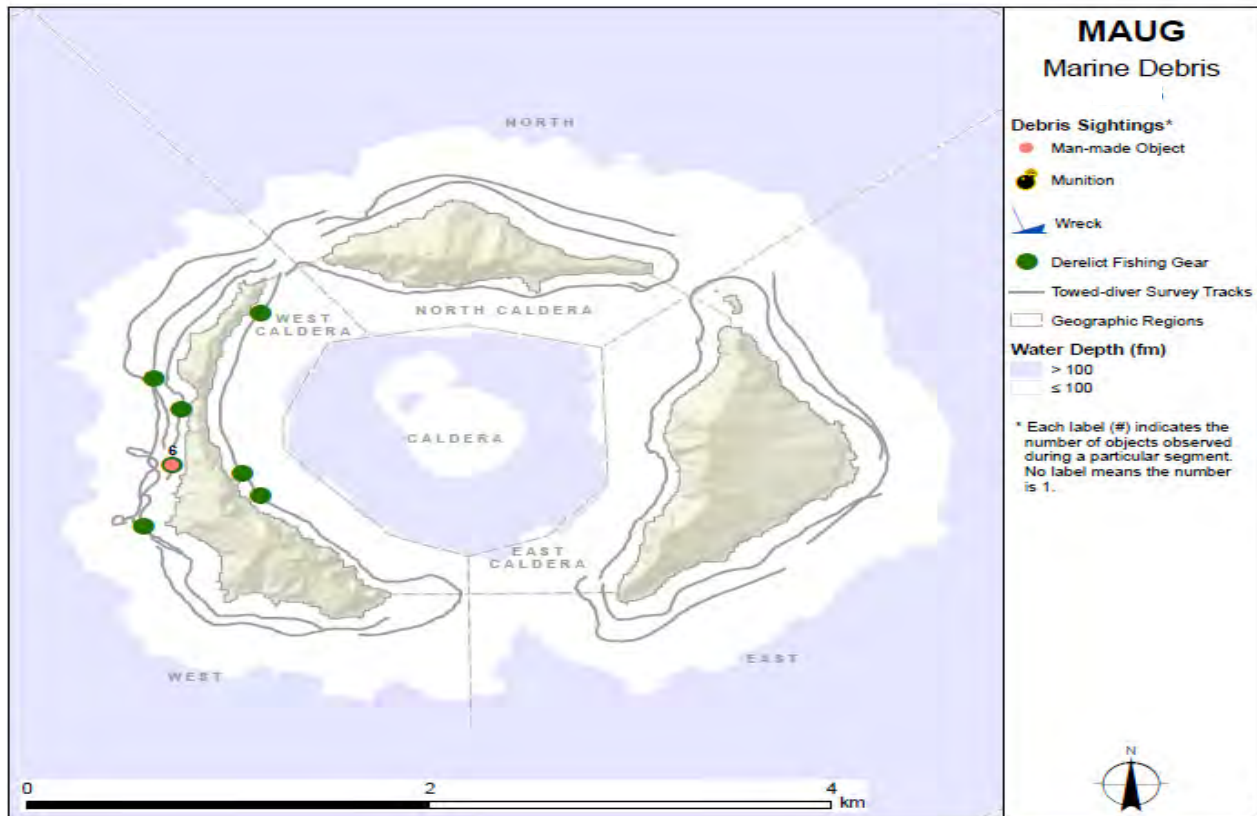 MAUG
Marine Debris
Debris Sightings*
Man-made Object
Munition
Wreck
Derelict Fishing Gear
Towed-diver Survey Tracks
Geographic Regions
Water Depth (fm)
> 100
≤ 100
* Each label (#) indicates the
number of objects observed
during a particular segment.
No label means the number
is 1.
N
NORTH
NORTH CALDERA
WEST
CALDERA
CALDERA
6
EAST
CALDERA
EAST
WEST
0
2
4
km